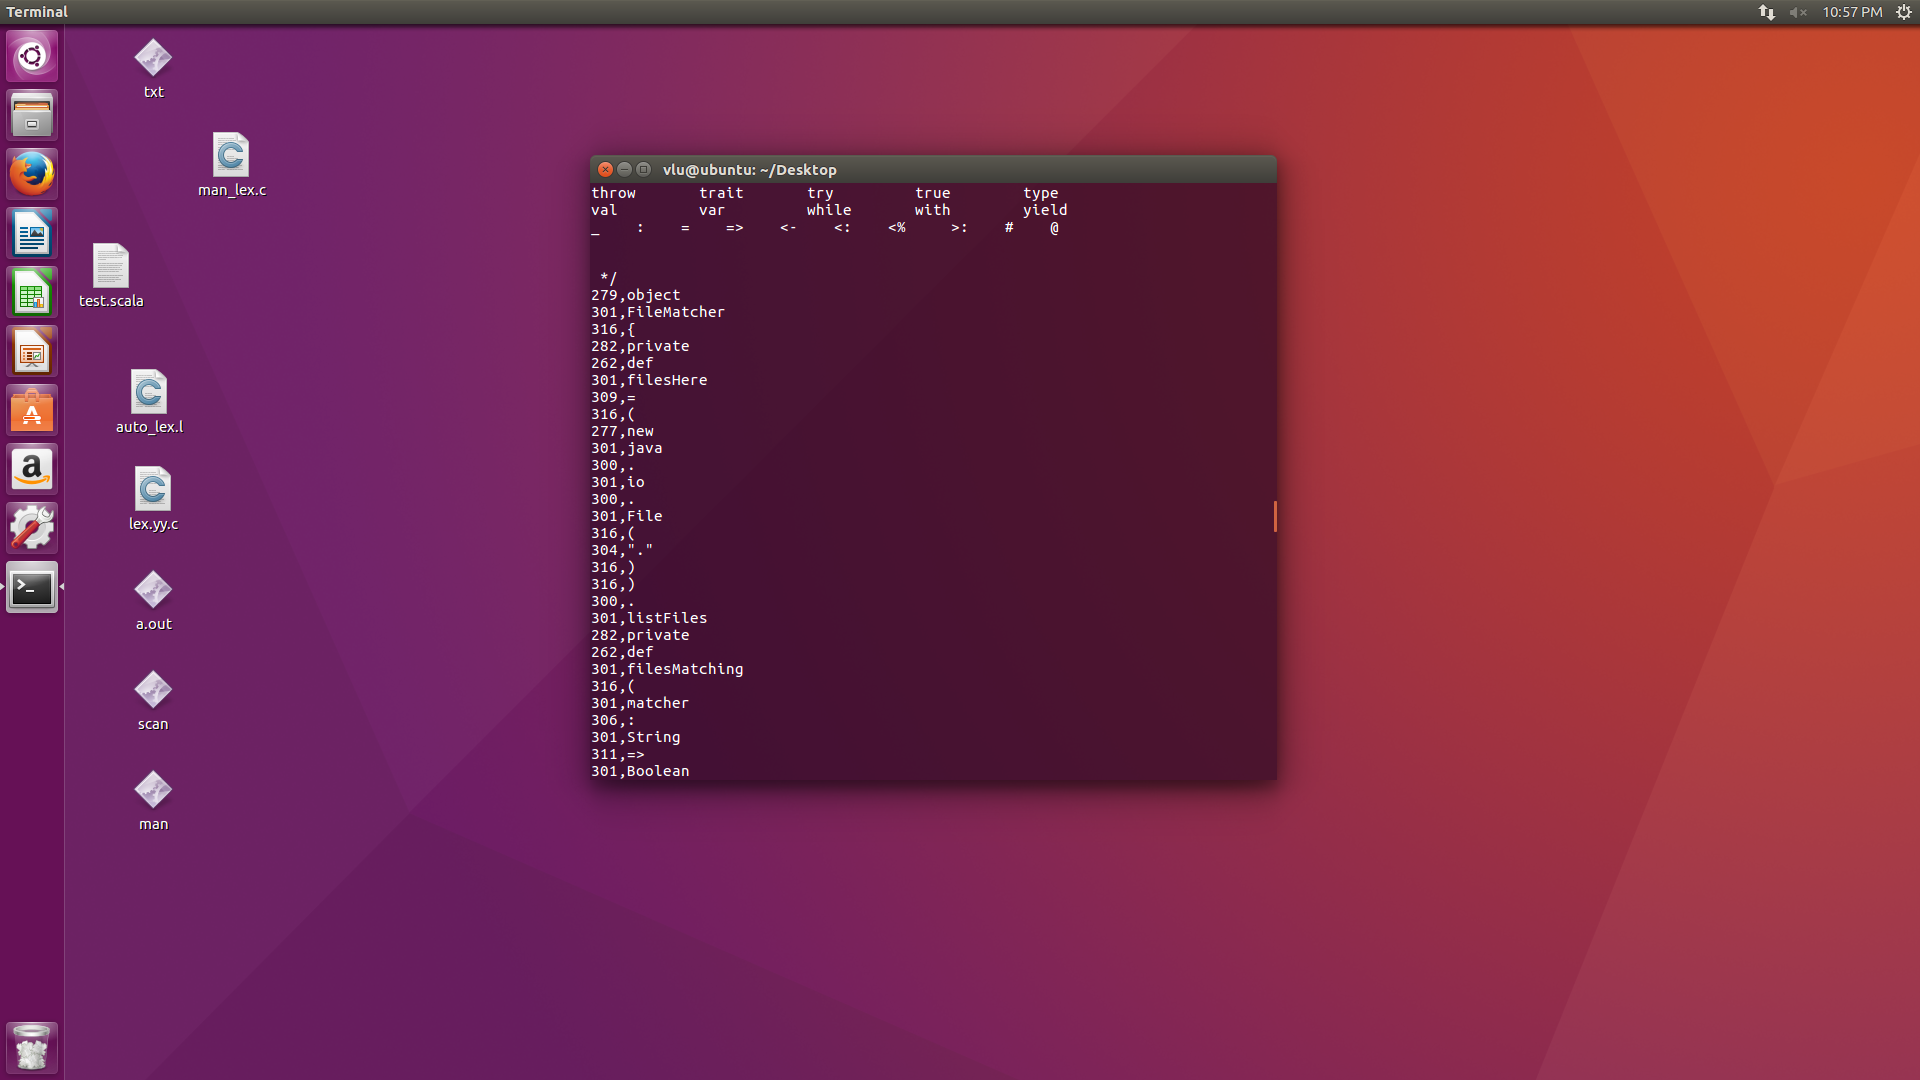 Terminal
10:57 PM
txt
man_lex.c
test.scala
auto_lex.l
lex.yy.c
a.out
scan
man
vlu@ubuntu: ~/Desktop
throw trait try true type
val var while with yield
_ : = => <- <: <% >: # @
*/
279,object
301,FileMatcher
316,{
282,private
262,def
301,filesHere
309,=
316,(
277,new
301,java
300,.
301,io
300,.
301,File
316,(
304,"."
316,)
316,)
300,.
301,listFiles
282,private
262,def
301,filesMatching
316,(
301,matcher
306,:
301,String
311,=>
301,Boolean